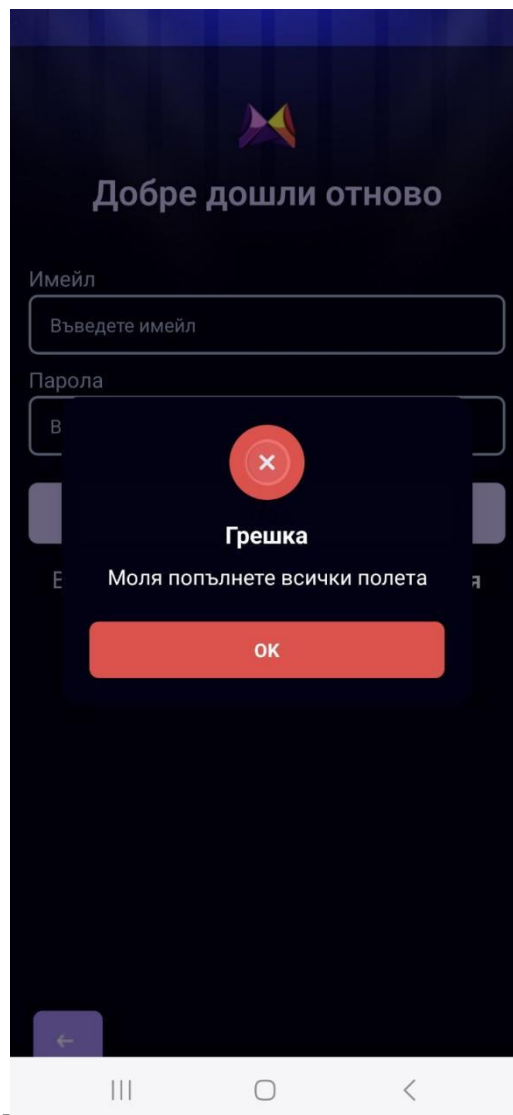 Добре дошли отново
Имейл
Въведете имейл
Парола
Грешка
Моля попълнете всички полета
OK